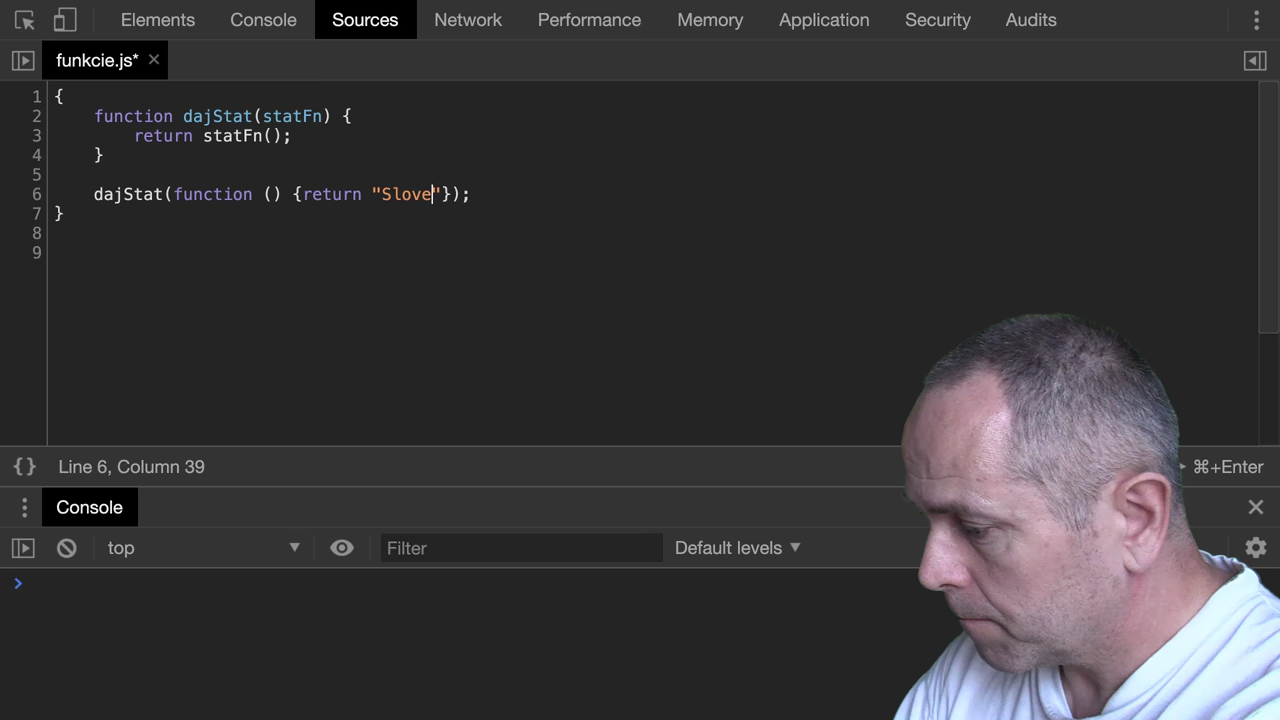 Elements Console Sources Network Performance Memory Application Security Audits
funkcie.js*
1 {
2 function dajStat(statFn) {
3 return statFn();
4 }
5
6 dajStat(function () {return "Slove"});
7 }
8
9
{} Line 6, Column 39 ⌘+Enter
Console
top Filter Default levels